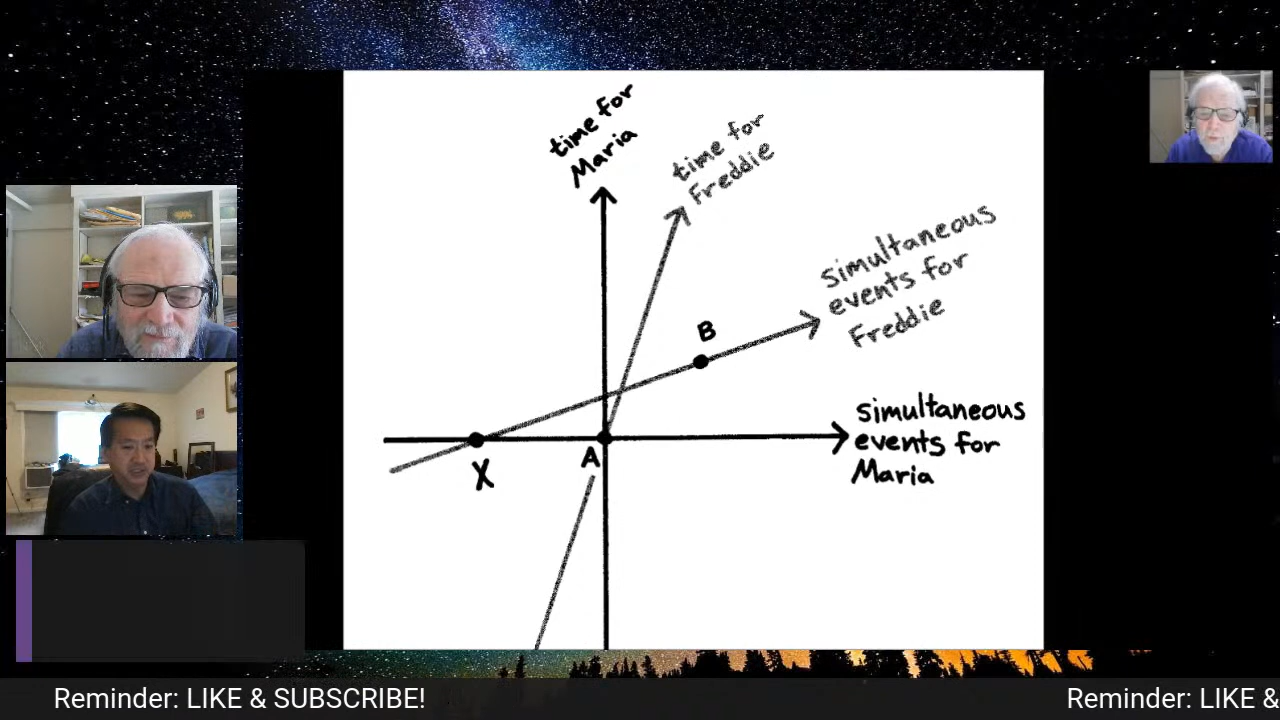 time for
Maria
time for
Freddie
simultaneous
events for
Freddie
B
simultaneous
events for
Maria
A
X
Reminder: LIKE & SUBSCRIBE!
Reminder: LIKE &